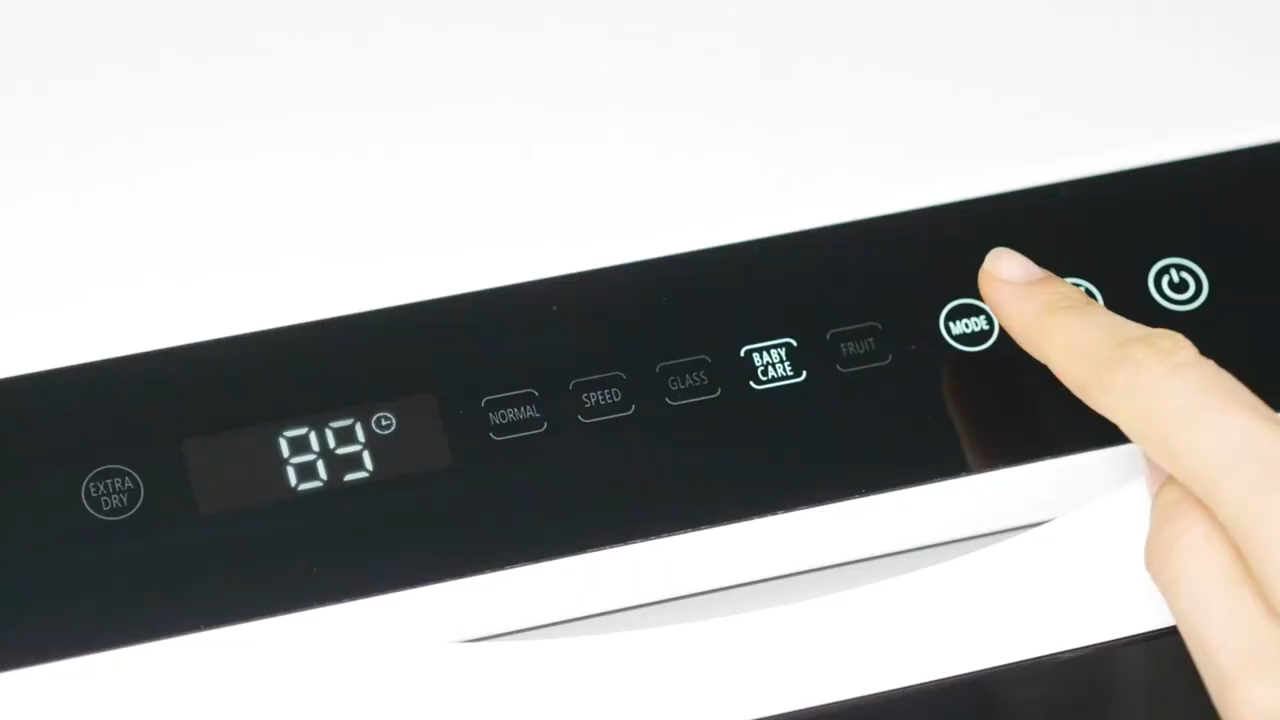 EXTRA
DRY
89
NORMAL
SPEED
GLASS
BABY
CARE
FRUIT
MODE